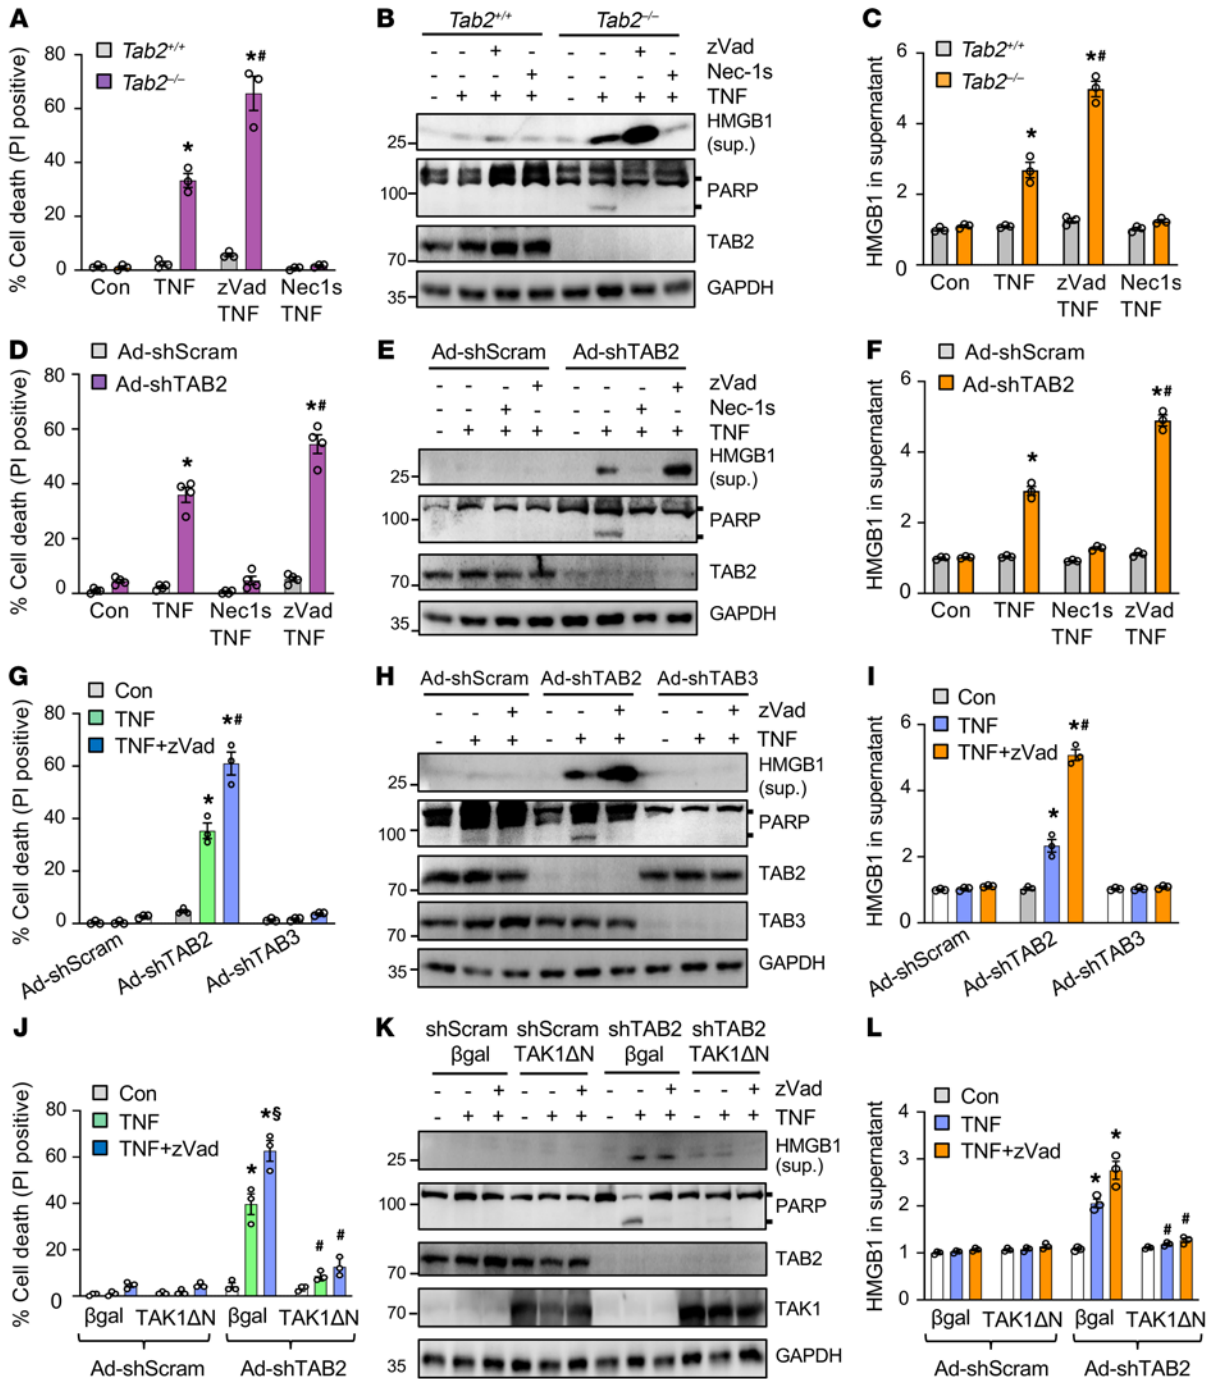 A
% Cell death (PI positive)
80
60
40
20
0
Tab2+/+
Tab2–/–
*
*#
Con
TNF
zVad
TNF
Nec1s
TNF
B
Tab2+/+
Tab2–/–
- - + - - - + - zVad
- - - + - - - + Nec-1s
- + + + - + + + TNF
25
HMGB1
(sup.)
100
PARP
70
TAB2
35
GAPDH
C
HMGB1 in supernatant
6
4
2
0
Tab2+/+
Tab2–/–
*
*#
Con
TNF
zVad
TNF
Nec1s
TNF
D
% Cell death (PI positive)
80
60
40
20
0
Ad-shScram
Ad-shTAB2
*
*#
Con
TNF
Nec1s
TNF
zVad
TNF
E
Ad-shScram
Ad-shTAB2
- - - + - - - + zVad
- - + - - - + - Nec-1s
- + + + - + + + TNF
25
HMGB1
(sup.)
100
PARP
70
TAB2
35
GAPDH
F
HMGB1 in supernatant
6
4
2
0
Ad-shScram
Ad-shTAB2
*
*#
Con
TNF
Nec1s
TNF
zVad
TNF
G
% Cell death (PI positive)
80
60
40
20
0
Con
TNF
TNF+zVad
*
*#
Ad-shScram
Ad-shTAB2
Ad-shTAB3
H
Ad-shScram
Ad-shTAB2
Ad-shTAB3
- - + - - + - - + zVad
- + + - + + - + + TNF
25
HMGB1
(sup.)
100
PARP
70
TAB2
70
TAB3
35
GAPDH
I
HMGB1 in supernatant
6
4
2
0
Con
TNF
TNF+zVad
*
*#
Ad-shScram
Ad-shTAB2
Ad-shTAB3
J
% Cell death (PI positive)
80
60
40
20
0
Con
TNF
TNF+zVad
*
*§
#
#
βgal
TAK1ΔN
βgal
TAK1ΔN
Ad-shScram
Ad-shTAB2
K
shScram shScram shTAB2 shTAB2
βgal TAK1ΔN βgal TAK1ΔN
- - + - - + - - + - - + zVad
- + + - + + - + + - + + TNF
25
HMGB1
(sup.)
100
PARP
70
TAB2
70
TAK1
35
GAPDH
L
HMGB1 in supernatant
4
3
2
1
0
Con
TNF
TNF+zVad
*
*
#
#
βgal
TAK1ΔN
βgal
TAK1ΔN
Ad-shScram
Ad-shTAB2